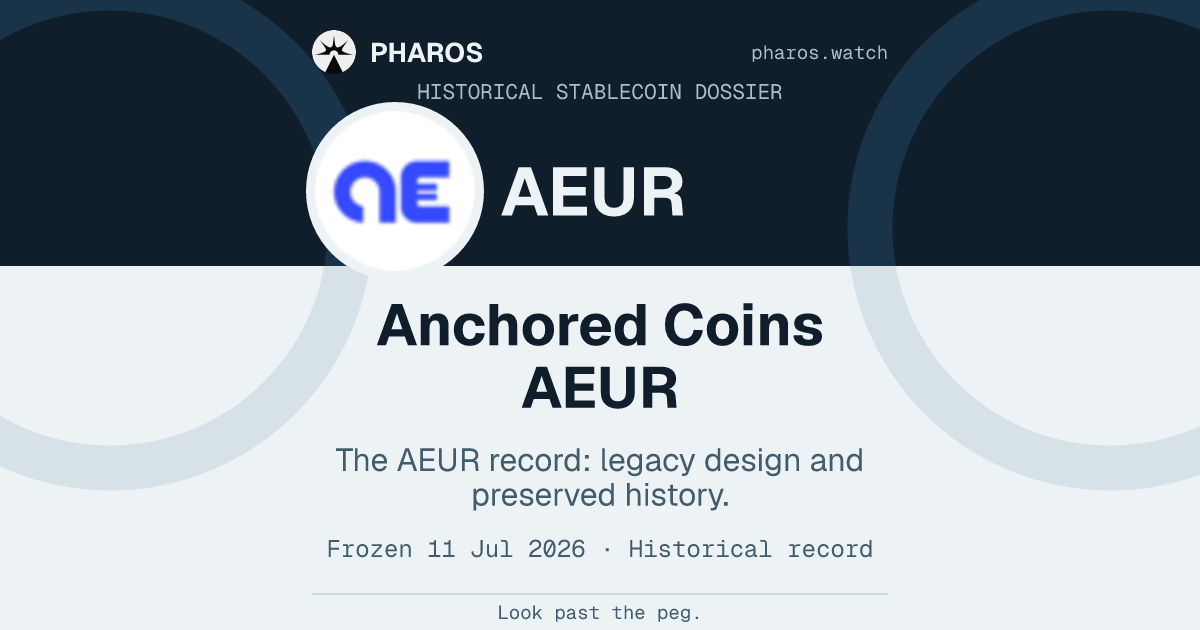 PHAROS
pharos.watch
HISTORICAL STABLECOIN DOSSIER
AE
AEUR
Anchored Coins
AEUR
The AEUR record: legacy design and
preserved history.
Frozen 11 Jul 2026 · Historical record
Look past the peg.